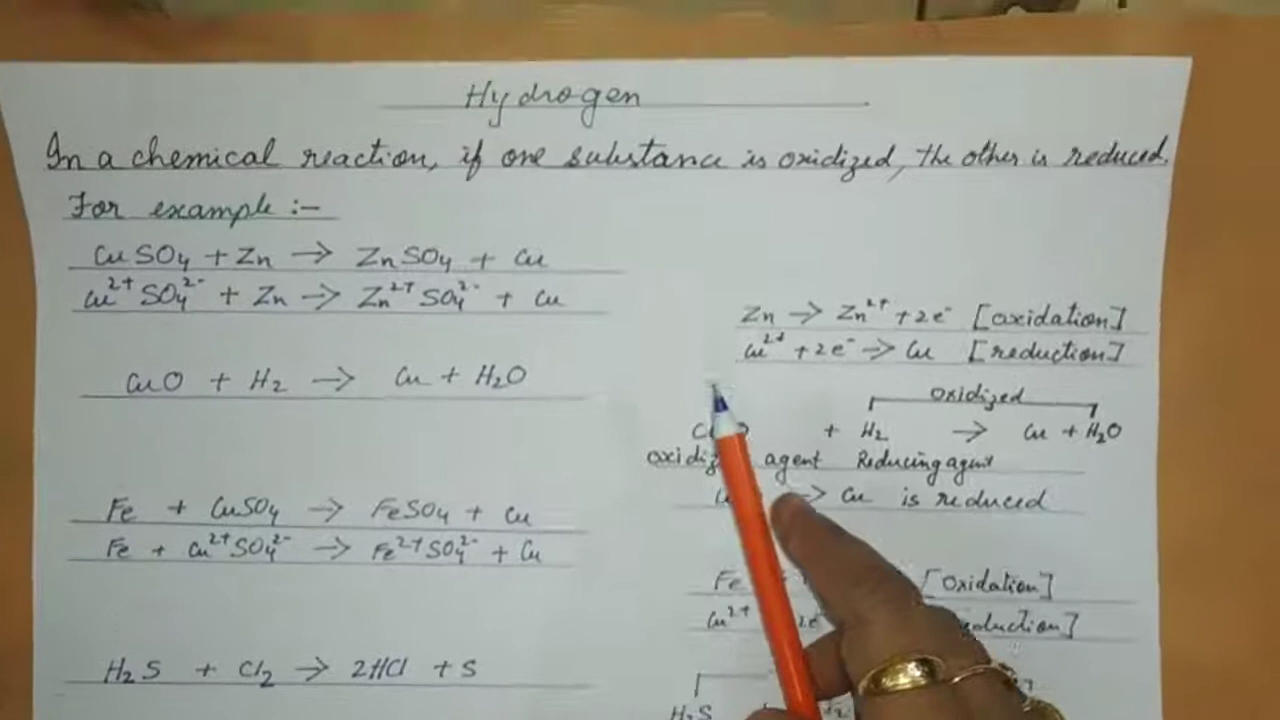 Hydrogen
In a chemical reaction, if one substance is oxidized, the other is reduced.
For example :-
CuSO4 + Zn → ZnSO4 + Cu
Cu²⁺SO4²⁻ + Zn → Zn²⁺SO4²⁻ + Cu
Zn → Zn²⁺ + 2e⁻ [oxidation]
Cu²⁺ + 2e⁻ → Cu [reduction]
CuO + H2 → Cu + H2O
oxidized
+ H2 → Cu + H2O
agent Reducing agent
→ Cu is reduced
Fe + CuSO4 → FeSO4 + Cu
Fe + Cu²⁺SO4²⁻ → Fe²⁺SO4²⁻ + Cu
Fe [Oxidation]
Cu²⁺ 2e⁻
H2S + Cl2 → 2HCl + S
H2S